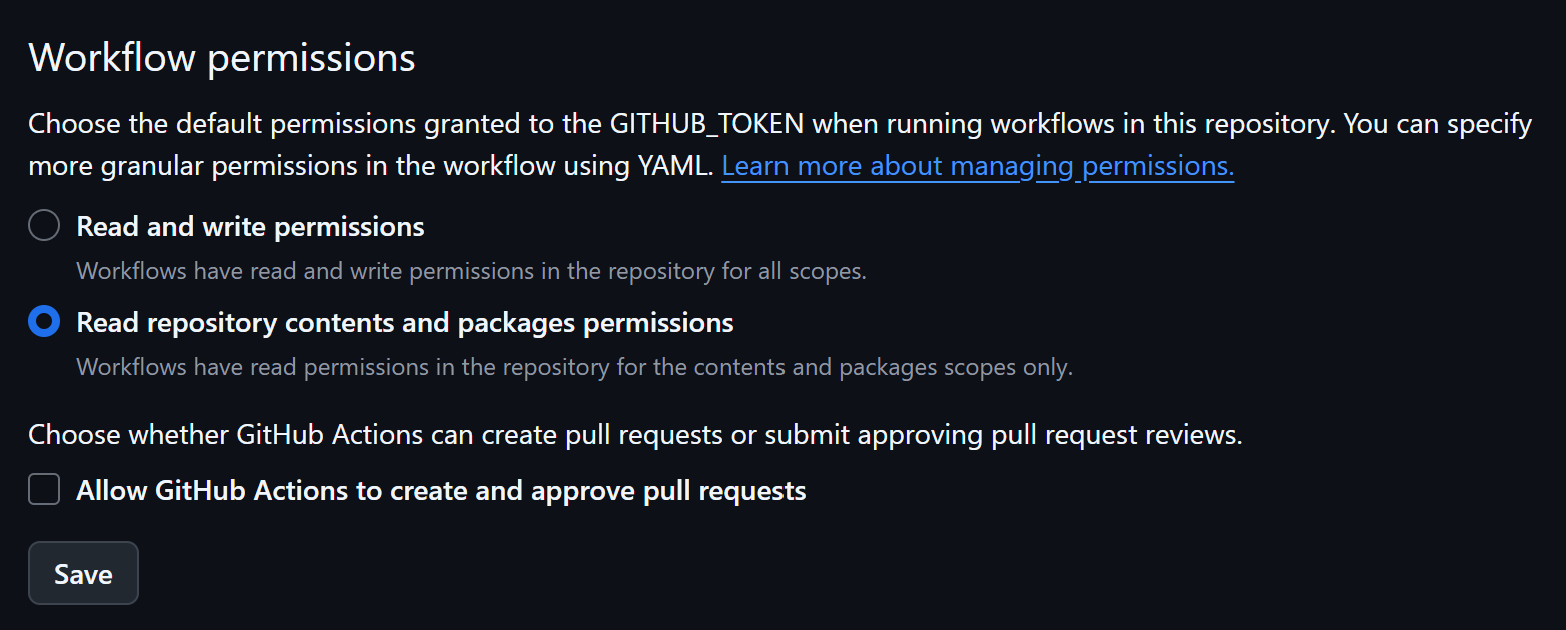 Workflow permissions
Choose the default permissions granted to the GITHUB_TOKEN when running workflows in this repository. You can specify
more granular permissions in the workflow using YAML. Learn more about managing permissions.
Read and write permissions
Workflows have read and write permissions in the repository for all scopes.
Read repository contents and packages permissions
Workflows have read permissions in the repository for the contents and packages scopes only.
Choose whether GitHub Actions can create pull requests or submit approving pull request reviews.
Allow GitHub Actions to create and approve pull requests
Save